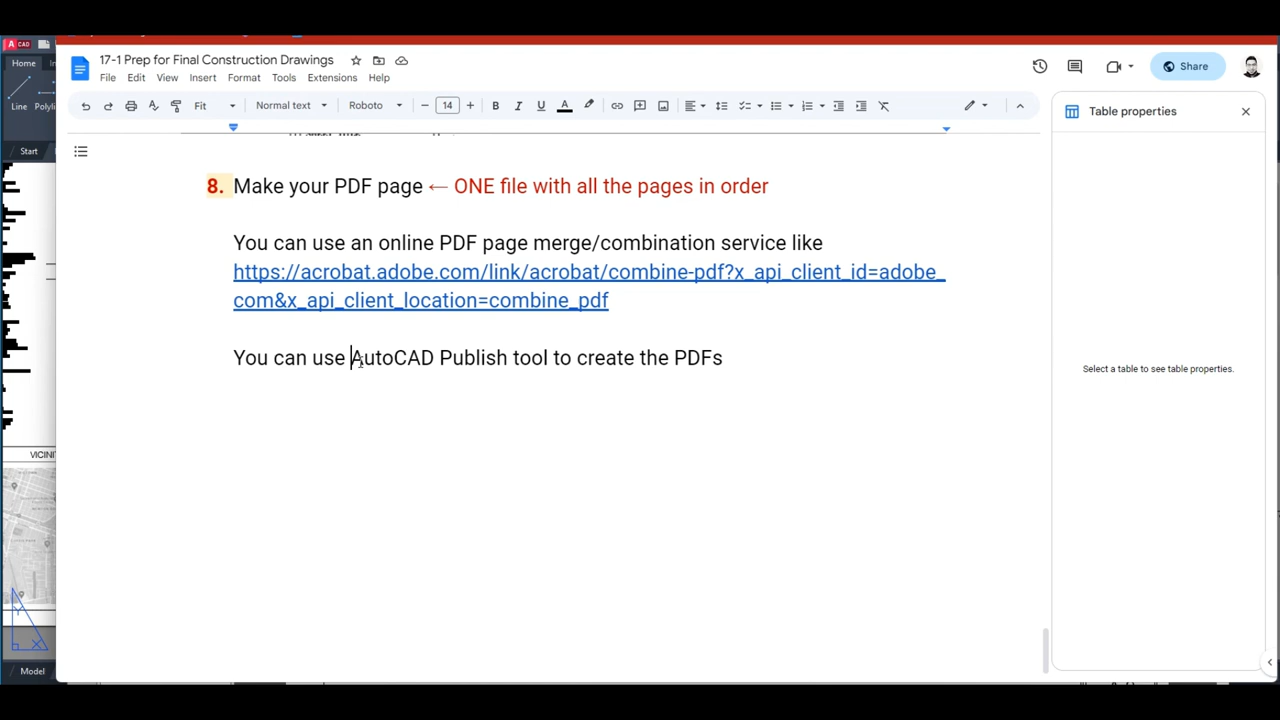 A CAD
Home
Line
Polyli
Start
VICINI
Y
X
Model
17-1 Prep for Final Construction Drawings
File Edit View Insert Format Tools Extensions Help
Share
Fit Normal text Roboto 14 B I U A
Table properties
Select a table to see table properties.
8. Make your PDF page ← ONE file with all the pages in order
You can use an online PDF page merge/combination service like
https://acrobat.adobe.com/link/acrobat/combine-pdf?x_api_client_id=adobe_
com&x_api_client_location=combine_pdf
You can use AutoCAD Publish tool to create the PDFs